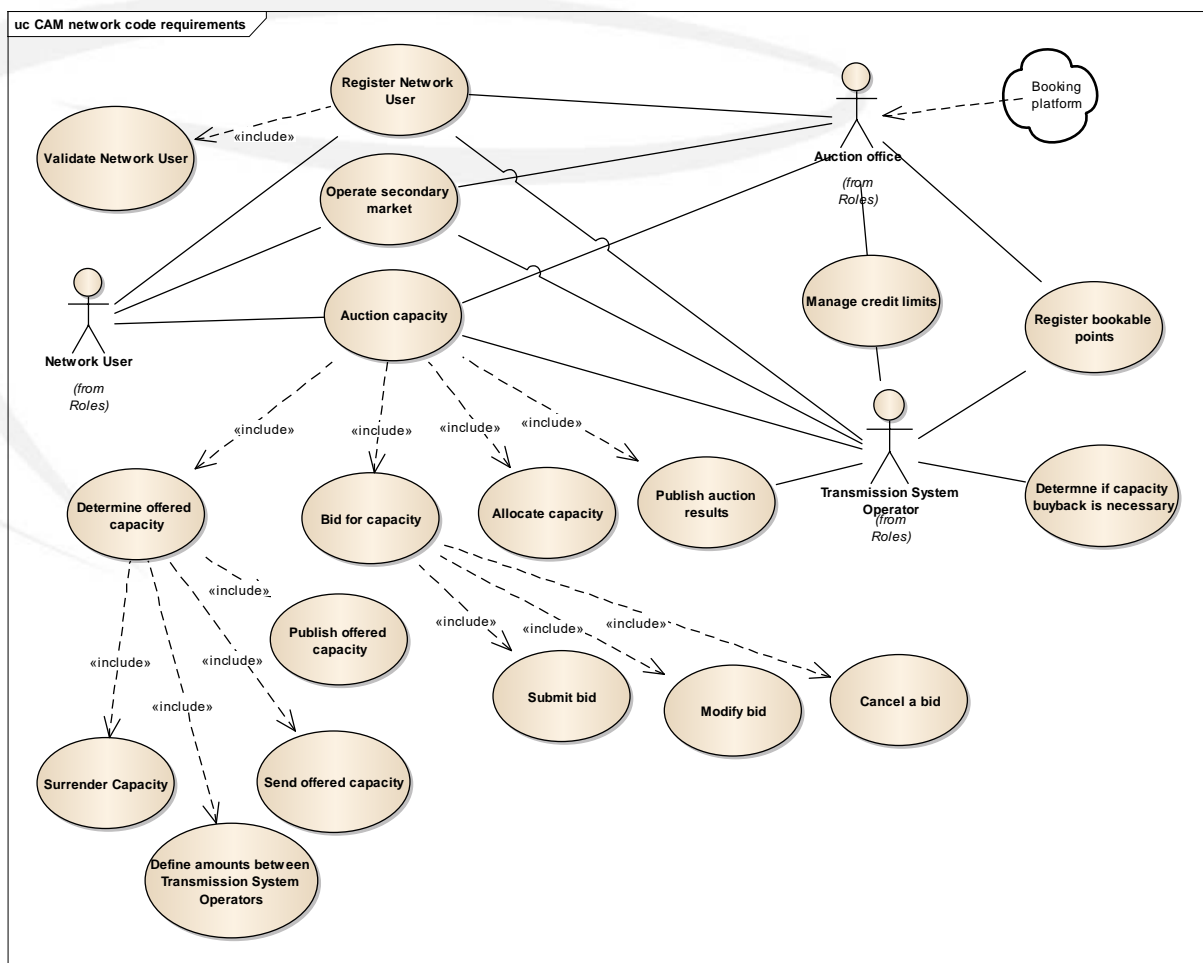 uc CAM network code requirements
Register Network
User
Booking
platform
«include»
Validate Network User
Auction office
(from
Roles)
Operate secondary
market
Manage credit limits
Register bookable
points
Auction capacity
Network User
(from
Roles)
«include»
«include»
«include»
«include»
Determine offered
capacity
Bid for capacity
Allocate capacity
Publish auction
results
Transmission System
Operator
(from
Roles)
Determne if capacity
buyback is necessary
«include»
Publish offered
capacity
«include»
«include»
«include»
«include»
«include»
«include»
Submit bid
Modify bid
Cancel a bid
Surrender Capacity
Send offered capacity
Define amounts between
Transmission System
Operators